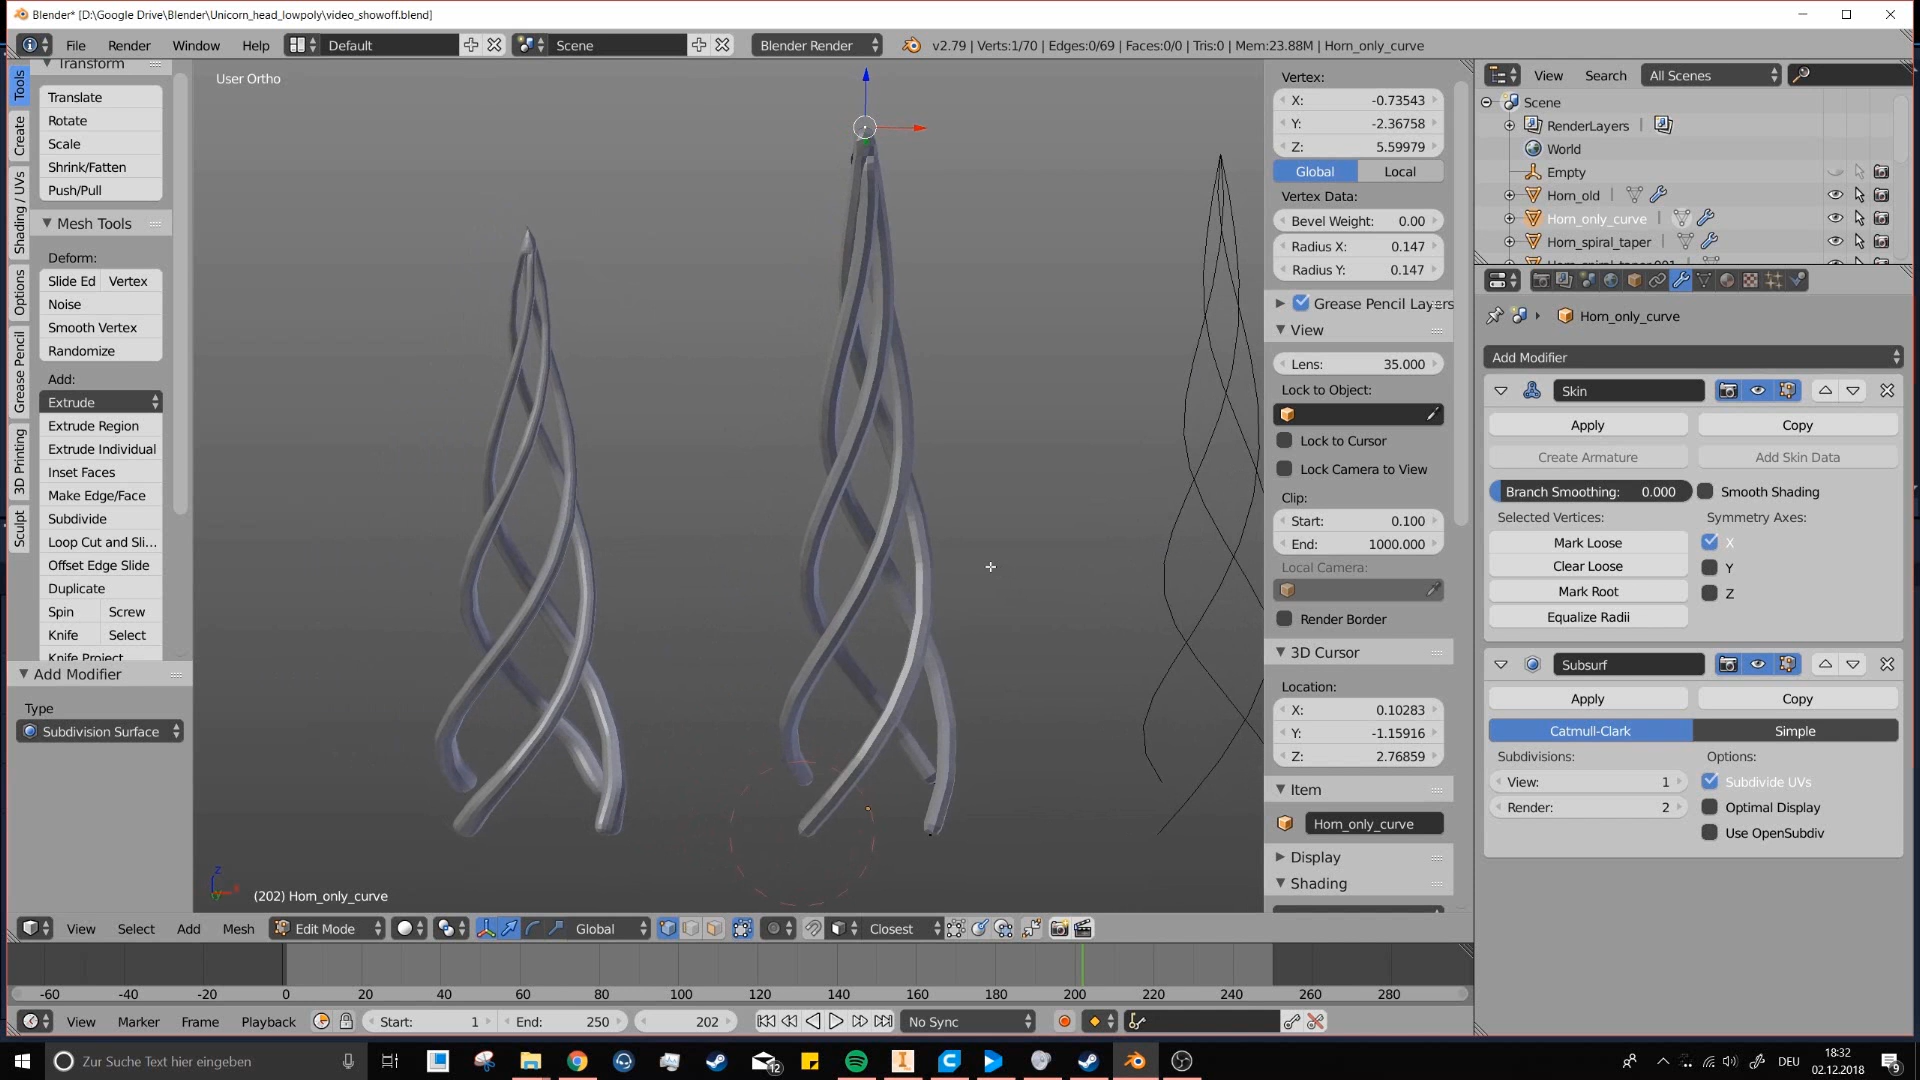 Blender* [D:\Google Drive\Blender\Unicorn_head_lowpoly\video_showoff.blend]
File Render Window Help Default Scene Blender Render v2.79 | Verts:1/70 | Edges:0/69 | Faces:0/0 | Tris:0 | Mem:23.88M | Horn_only_curve
Tools
Create
Shading / UVs
Options
Grease Pencil
3D Printing
Sculpt
Transform
Translate
Rotate
Scale
Shrink/Fatten
Push/Pull
Mesh Tools
Deform:
Slide Ed Vertex
Noise
Smooth Vertex
Randomize
Add:
Extrude
Extrude Region
Extrude Individual
Inset Faces
Make Edge/Face
Subdivide
Loop Cut and Sli...
Offset Edge Slide
Duplicate
Spin Screw
Knife Select
Knife Project
Add Modifier
Type
Subdivision Surface
User Ortho
(202) Horn_only_curve
Vertex:
X: -0.73543
Y: -2.36758
Z: 5.59979
Global Local
Vertex Data:
Bevel Weight: 0.00
Radius X: 0.147
Radius Y: 0.147
Grease Pencil Layers
View
Lens: 35.000
Lock to Object:
Lock to Cursor
Lock Camera to View
Clip:
Start: 0.100
End: 1000.000
Local Camera:
Render Border
3D Cursor
Location:
X: 0.10283
Y: -1.15916
Z: 2.76859
Item
Horn_only_curve
Display
Shading
View Search All Scenes
Scene
RenderLayers
World
Empty
Horn_old
Horn_only_curve
Horn_spiral_taper
Horn_only_curve
Add Modifier
Skin
Apply Copy
Create Armature Add Skin Data
Branch Smoothing: 0.000 Smooth Shading
Selected Vertices: Symmetry Axes:
Mark Loose X
Clear Loose Y
Mark Root Z
Equalize Radii
Subsurf
Apply Copy
Catmull-Clark Simple
Subdivisions: Options:
View: 1 Subdivide UVs
Render: 2 Optimal Display
Use OpenSubdiv
View Select Add Mesh Edit Mode Global Closest
-60 -40 -20 0 20 40 60 80 100 120 140 160 180 200 220 240 260 280
View Marker Frame Playback Start: 1 End: 250 202 No Sync
Zur Suche Text hier eingeben
12
DEU
18:32
02.12.2018
9